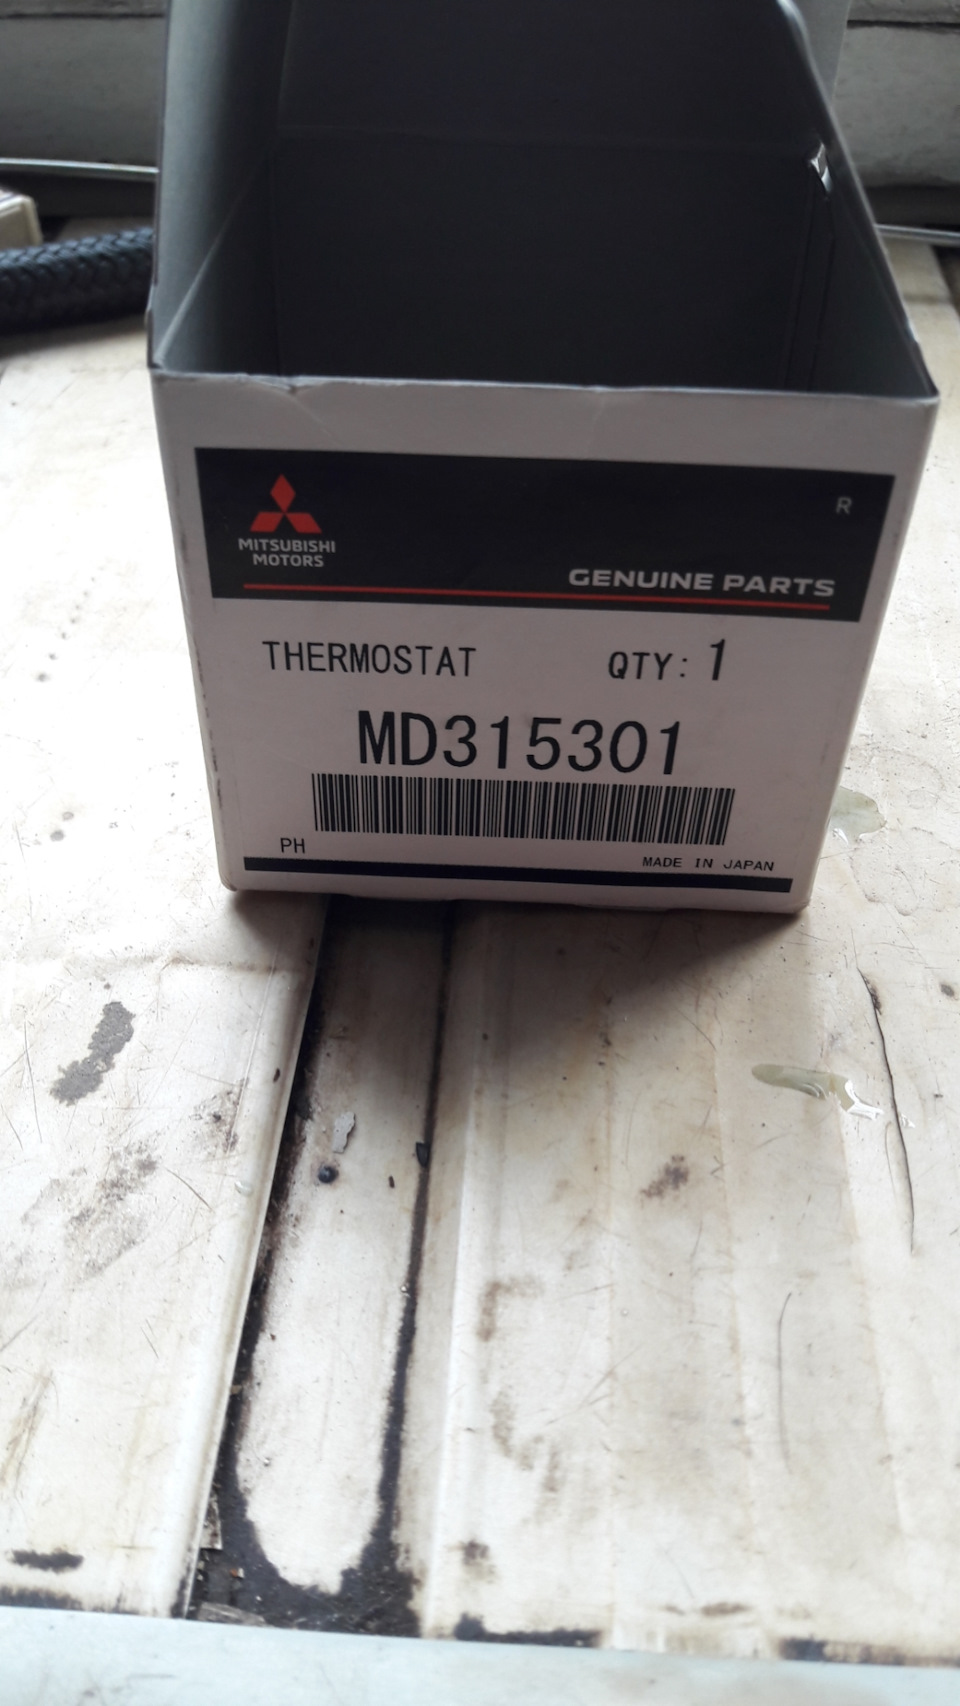 R
MITSUBISHI
MOTORS
GENUINE PARTS
THERMOSTAT QTY: 1
MD315301
PH
MADE IN JAPAN